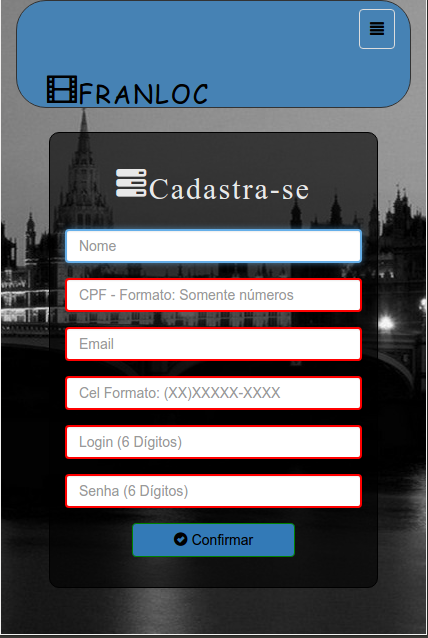 FRANLOC
Cadastra-se
Nome
CPF - Formato: Somente números
Email
Cel Formato: (XX)XXXXX-XXXX
Login (6 Dígitos)
Senha (6 Dígitos)
Confirmar